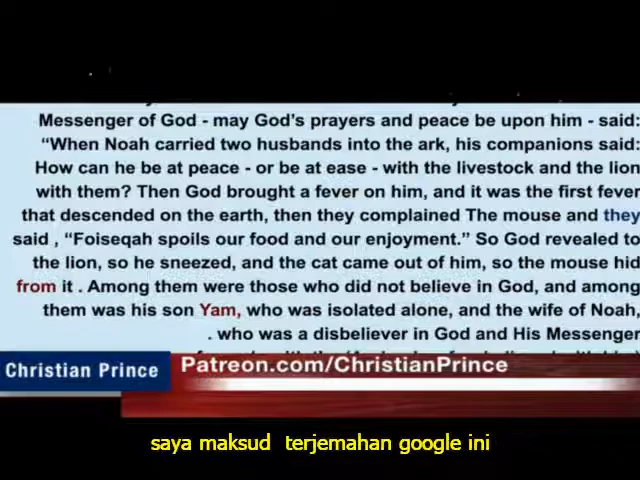 Messenger of God - may God's prayers and peace be upon him - said:
"When Noah carried two husbands into the ark, his companions said:
How can he be at peace - or be at ease - with the livestock and the lion
with them? Then God brought a fever on him, and it was the first fever
that descended on the earth, then they complained The mouse and they
said , "Foiseqah spoils our food and our enjoyment." So God revealed to
the lion, so he sneezed, and the cat came out of him, so the mouse hid
from it . Among them were those who did not believe in God, and among
them was his son Yam, who was isolated alone, and the wife of Noah,
. who was a disbeliever in God and His Messenger
Christian Prince
Patreon.com/ChristianPrince
saya maksud terjemahan google ini